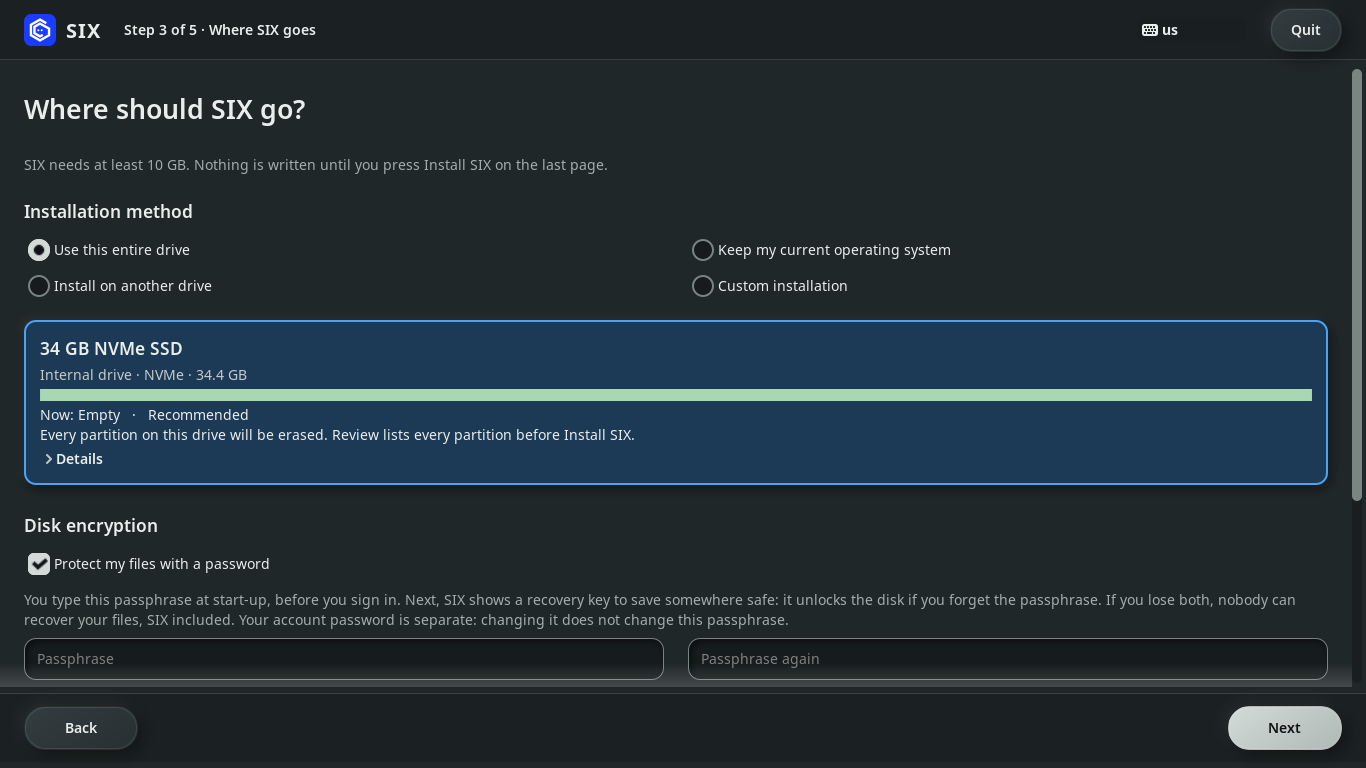 SIX
Step 3 of 5 · Where SIX goes
us
Quit
Where should SIX go?
SIX needs at least 10 GB. Nothing is written until you press Install SIX on the last page.
Installation method
Use this entire drive
Keep my current operating system
Install on another drive
Custom installation
34 GB NVMe SSD
Internal drive · NVMe · 34.4 GB
Now: Empty · Recommended
Every partition on this drive will be erased. Review lists every partition before Install SIX.
Details
Disk encryption
Protect my files with a password
You type this passphrase at start-up, before you sign in. Next, SIX shows a recovery key to save somewhere safe: it unlocks the disk if you forget the passphrase. If you lose both, nobody can
recover your files, SIX included. Your account password is separate: changing it does not change this passphrase.
Passphrase
Passphrase again
Back
Next